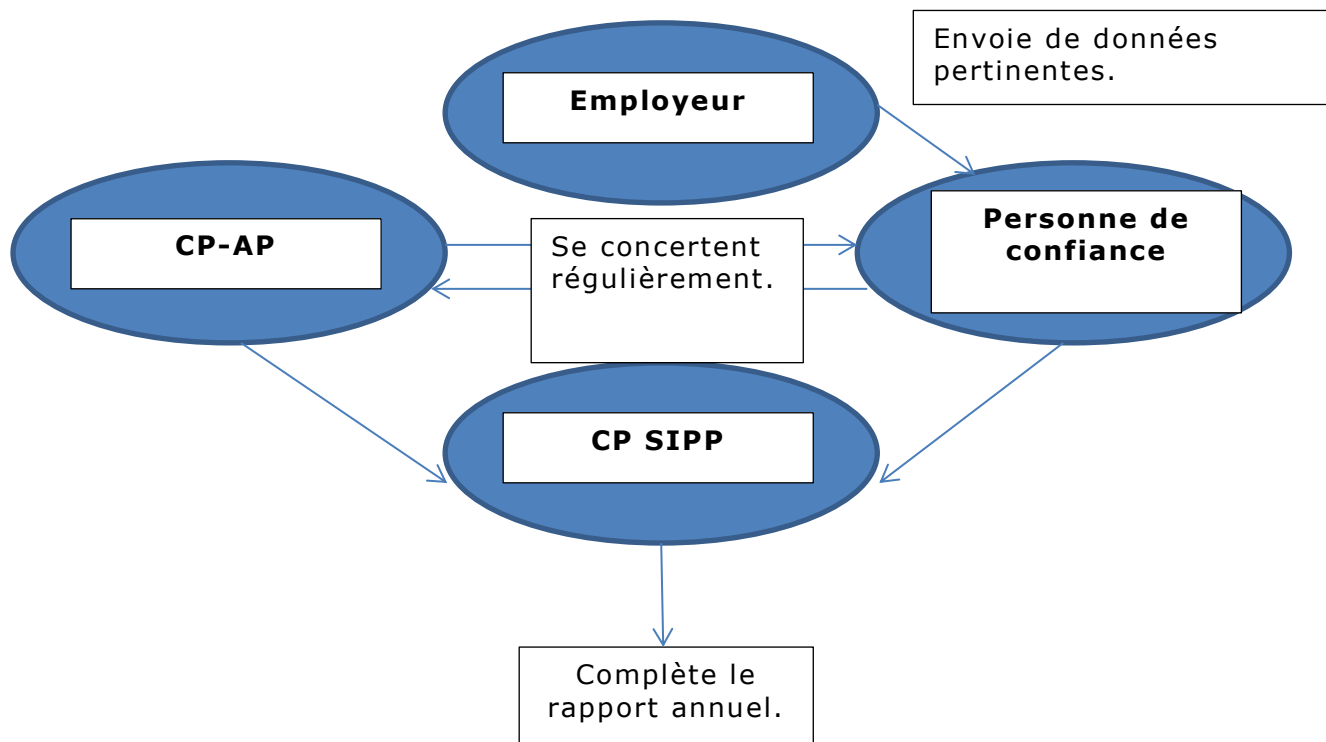 Envoie de données
pertinentes.
Employeur
CP-AP
Se concertent
régulièrement.
Personne de
confiance
CP SIPP
Complète le
rapport annuel.